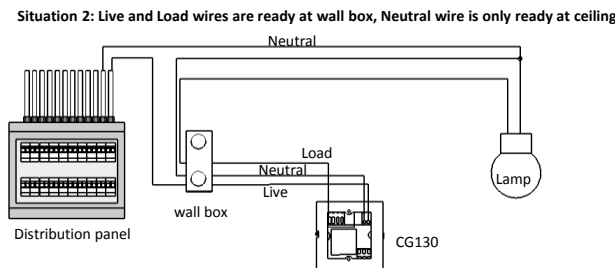 Situation 2: Live and Load wires are ready at wall box, Neutral wire is only ready at ceiling
Neutral
Load
Neutral
Live
Lamp
wall box
Distribution panel
CG130